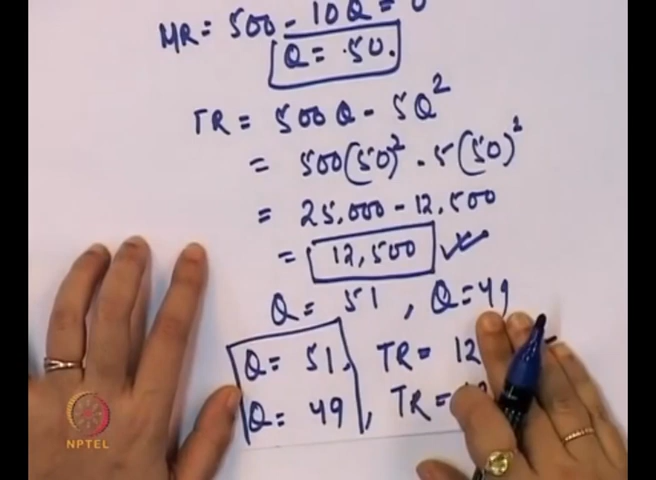 MR = 500 - 10Q = 0
Q = 50.
TR = 500Q - 5Q²
= 500(50)² - 5(50)²
= 25,000 - 12,500
= 12,500
Q = 51, Q = 49
Q = 51, TR = 12
Q = 49, TR =
NPTEL